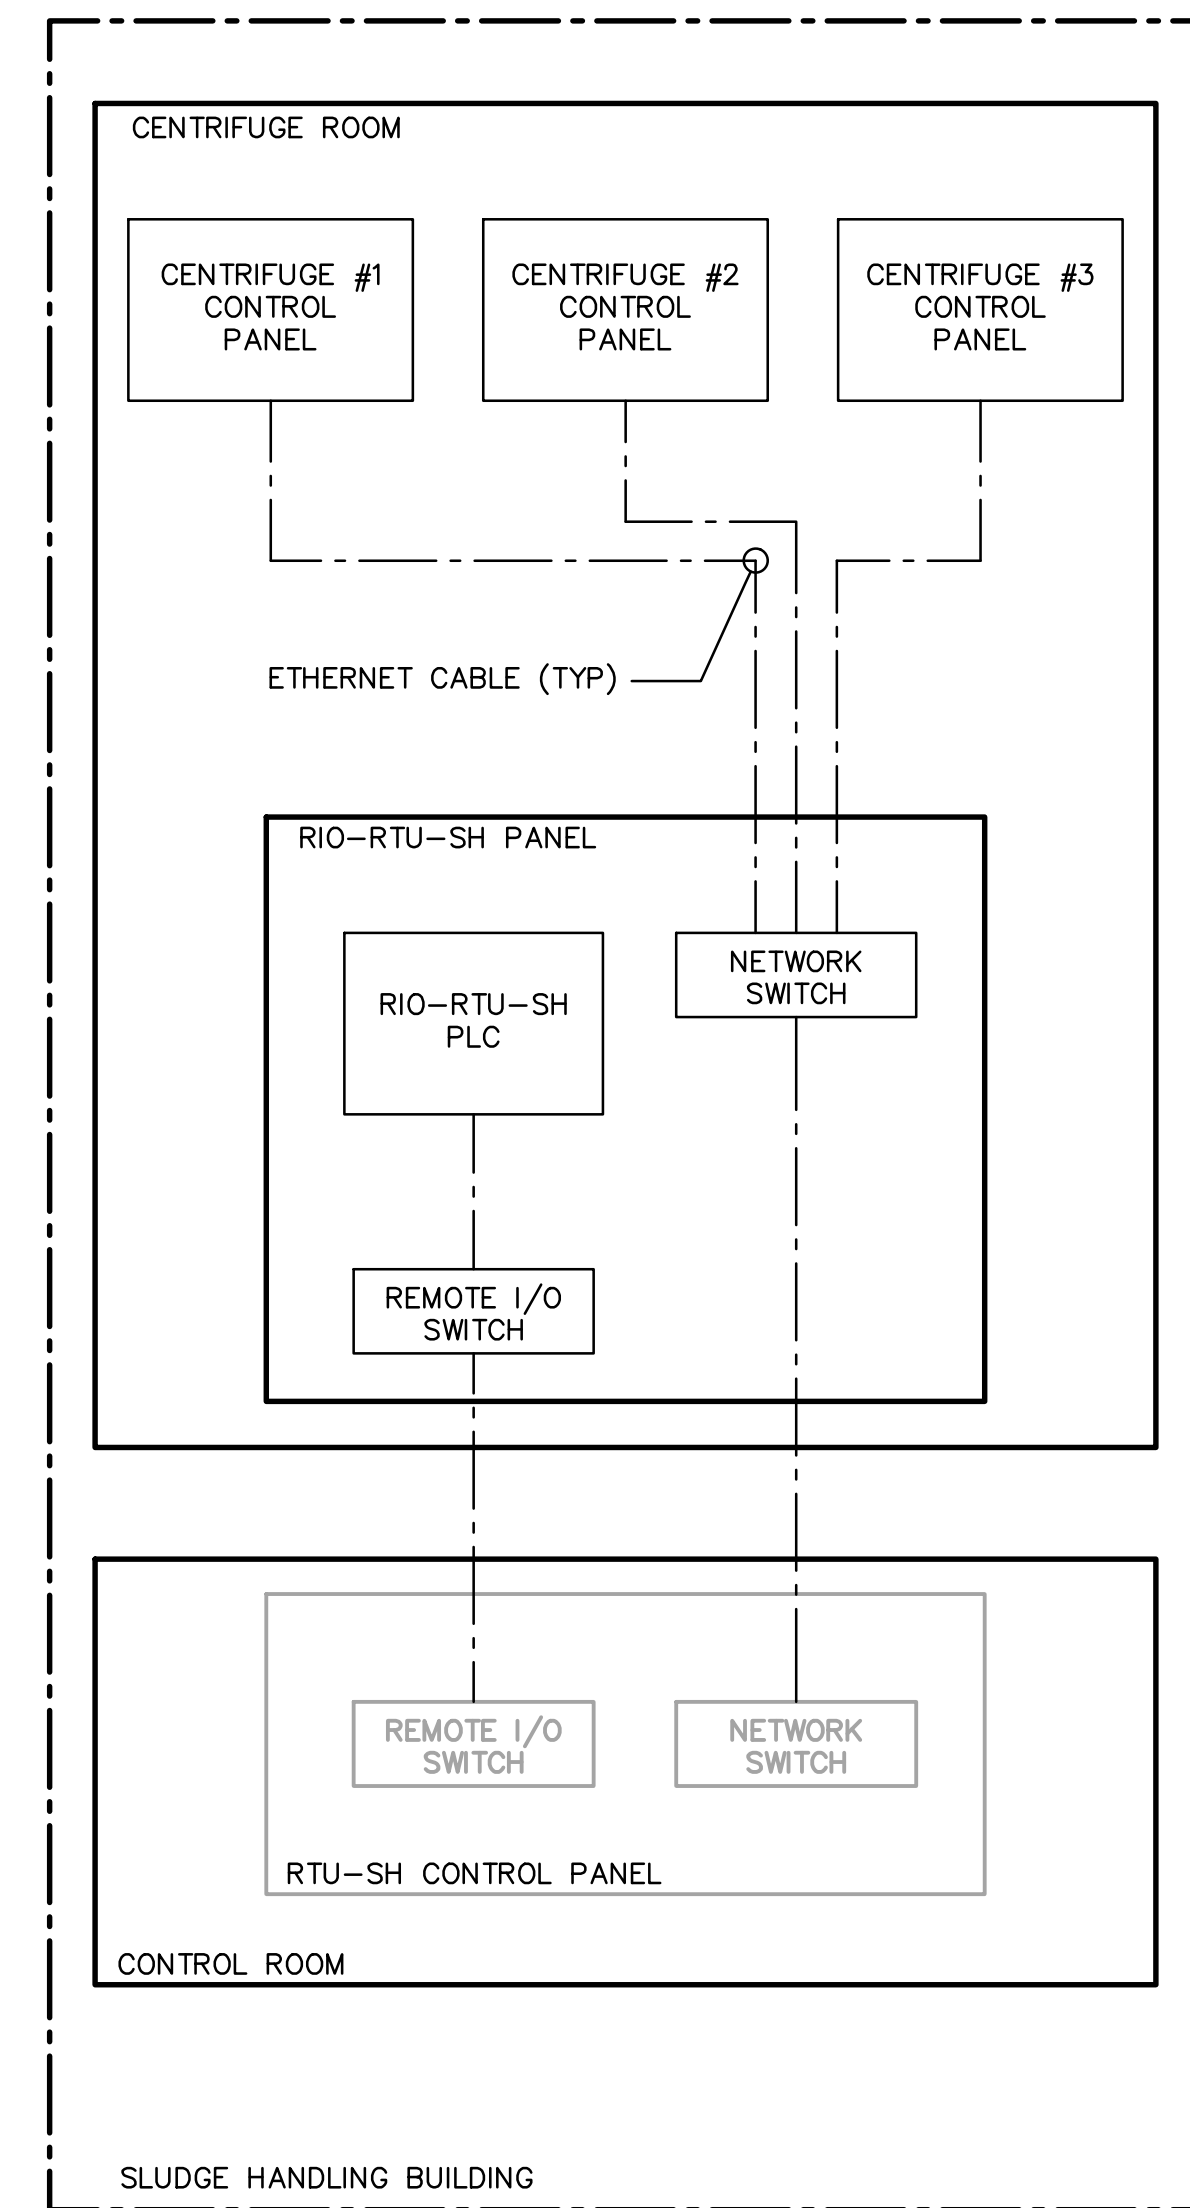 CENTRIFUGE ROOM
CENTRIFUGE #1
CONTROL
PANEL
CENTRIFUGE #2
CONTROL
PANEL
CENTRIFUGE #3
CONTROL
PANEL
ETHERNET CABLE (TYP)
RIO-RTU-SH PANEL
NETWORK
SWITCH
RIO-RTU-SH
PLC
REMOTE I/O
SWITCH
REMOTE I/O
SWITCH
NETWORK
SWITCH
RTU-SH CONTROL PANEL
CONTROL ROOM
SLUDGE HANDLING BUILDING